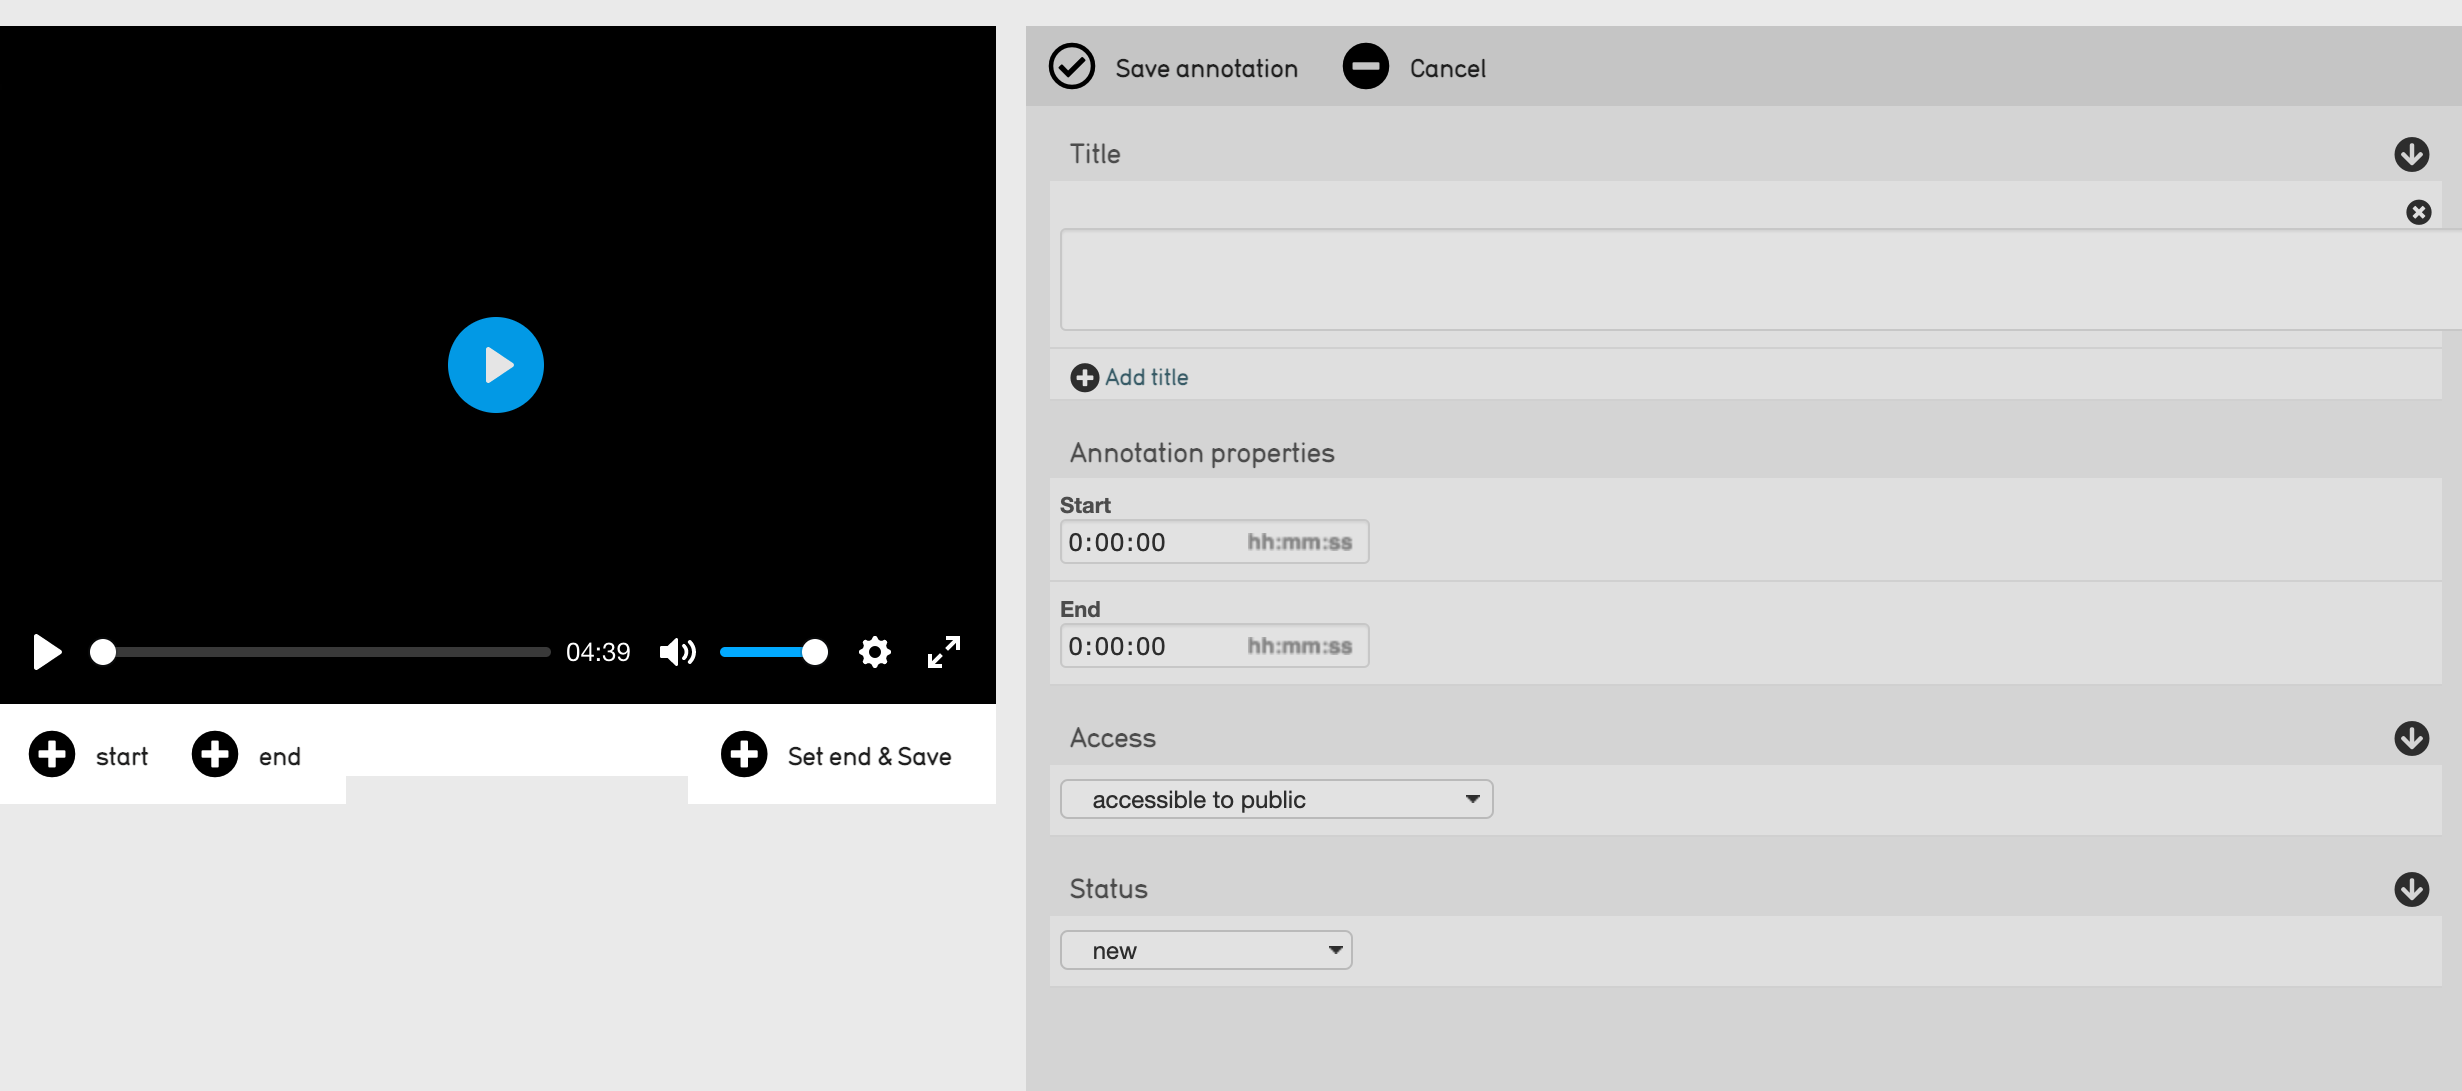 04:39
start
end
Set end & Save
Save annotation
Cancel
Title
Add title
Annotation properties
Start
0:00:00 hh:mm:ss
End
0:00:00 hh:mm:ss
Access
accessible to public
Status
new